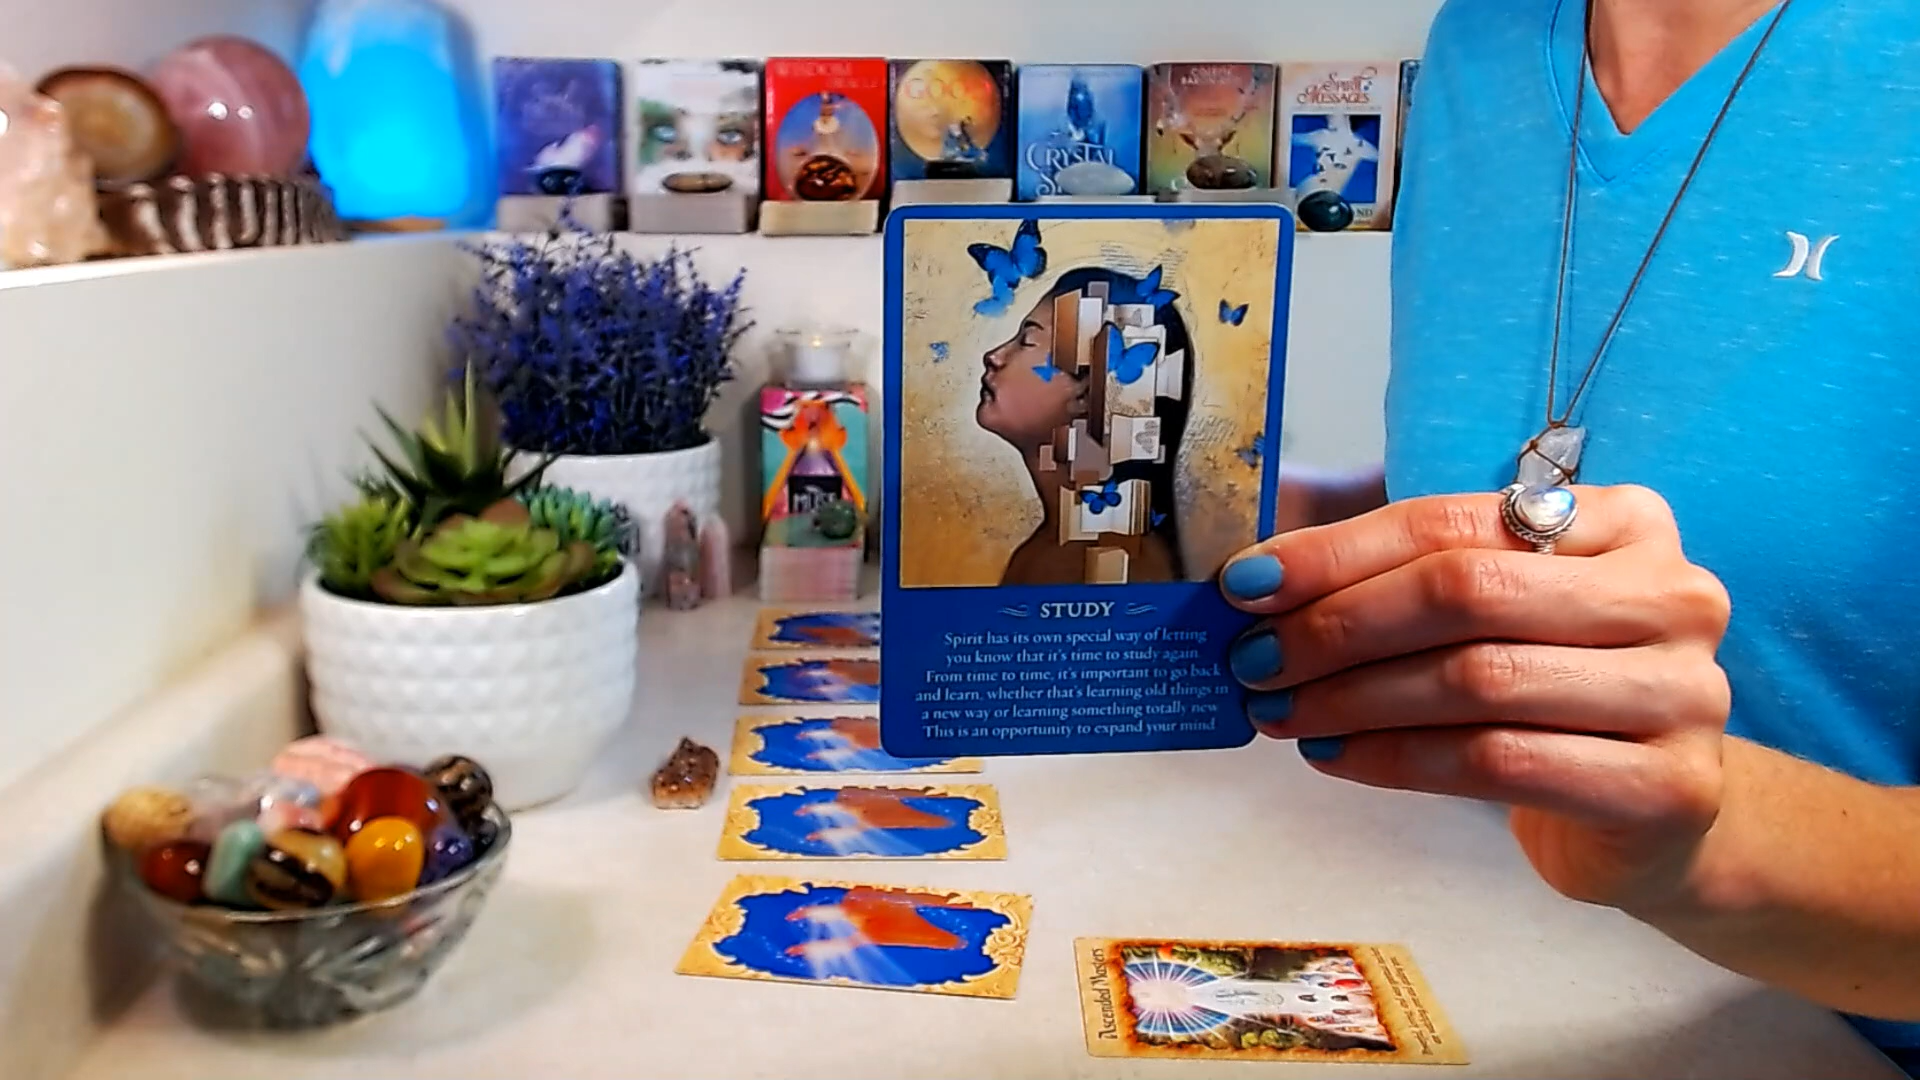 WISDOM
ORACLE
CRYSTAL
SPIRIT
MESSAGES
MUSE
STUDY
Spirit has its own special way of letting
you know that it's time to study again.
From time to time, it's important to go back
and learn, whether that's learning old things in
a new way or learning something totally new.
This is an opportunity to expand your mind.
Ascended Masters